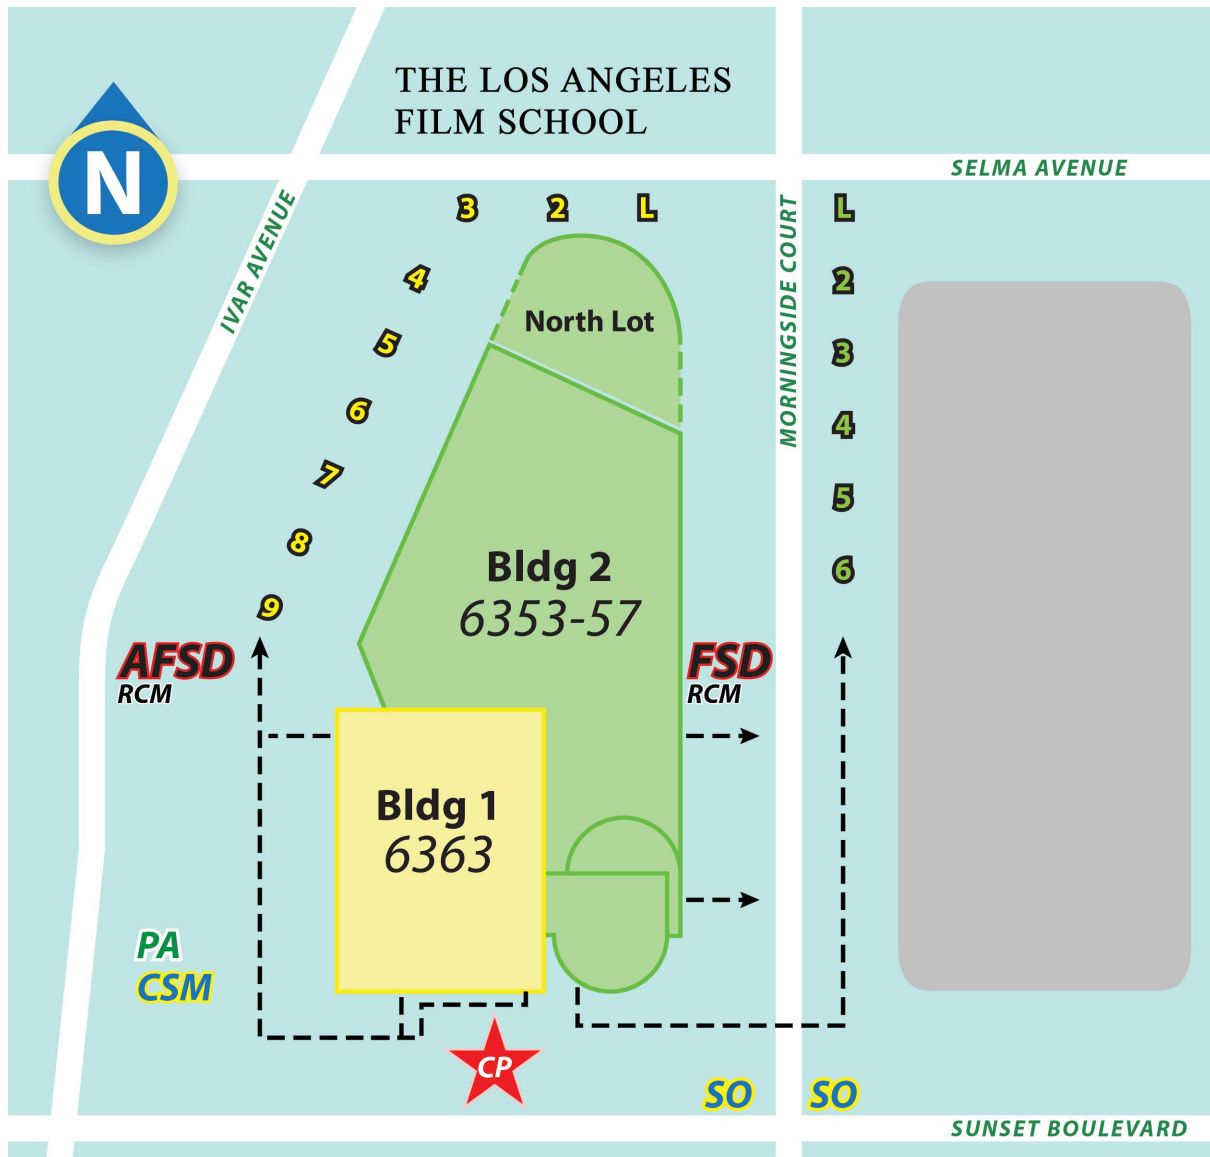 THE LOS ANGELES
FILM SCHOOL
N
SELMA AVENUE
IVAR AVENUE
MORNINGSIDE COURT
3 2 L
L
4
2
5
3
6
4
7
5
8
6
9
North Lot
Bldg 2
6353-57
AFSD
RCM
FSD
RCM
Bldg 1
6363
PA
CSM
CP
SO SO
SUNSET BOULEVARD